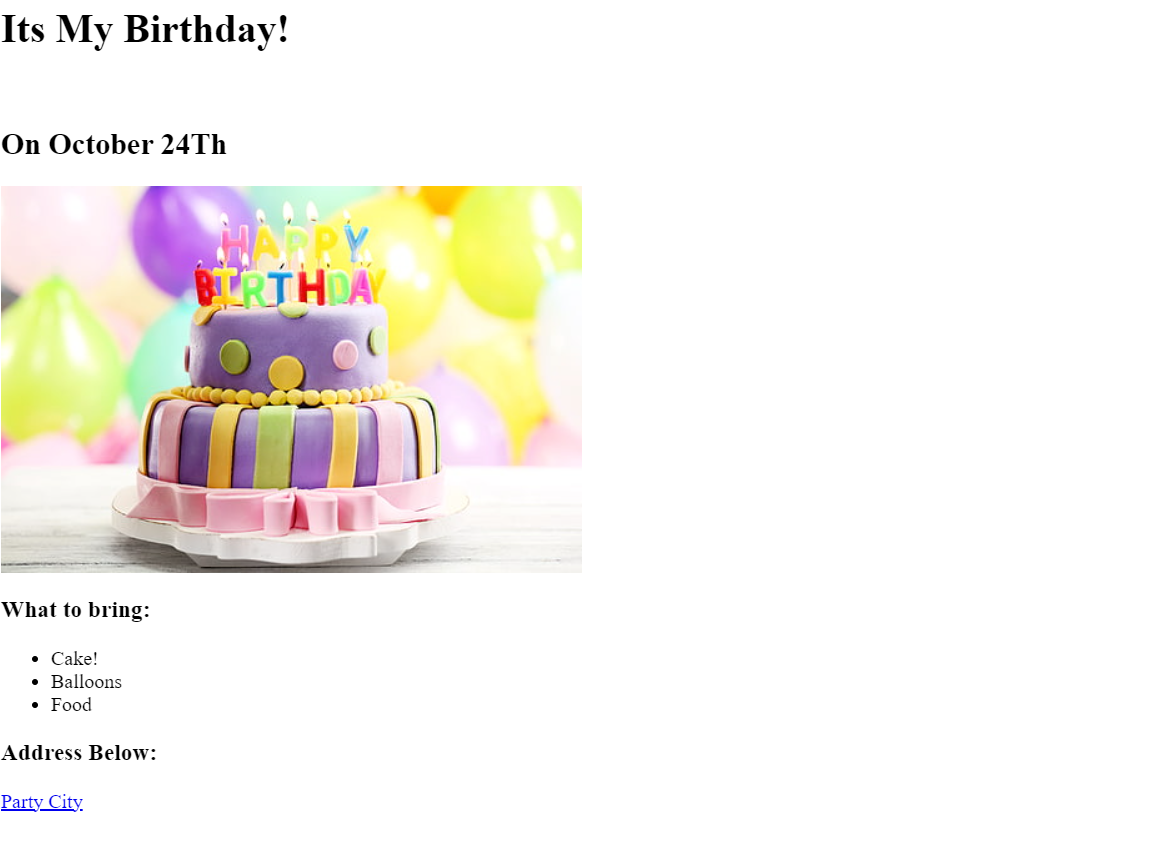 Its My Birthday!
On October 24Th
HAPPY
BIRTHDAY
What to bring:
Cake!
Balloons
Food
Address Below:
Party City